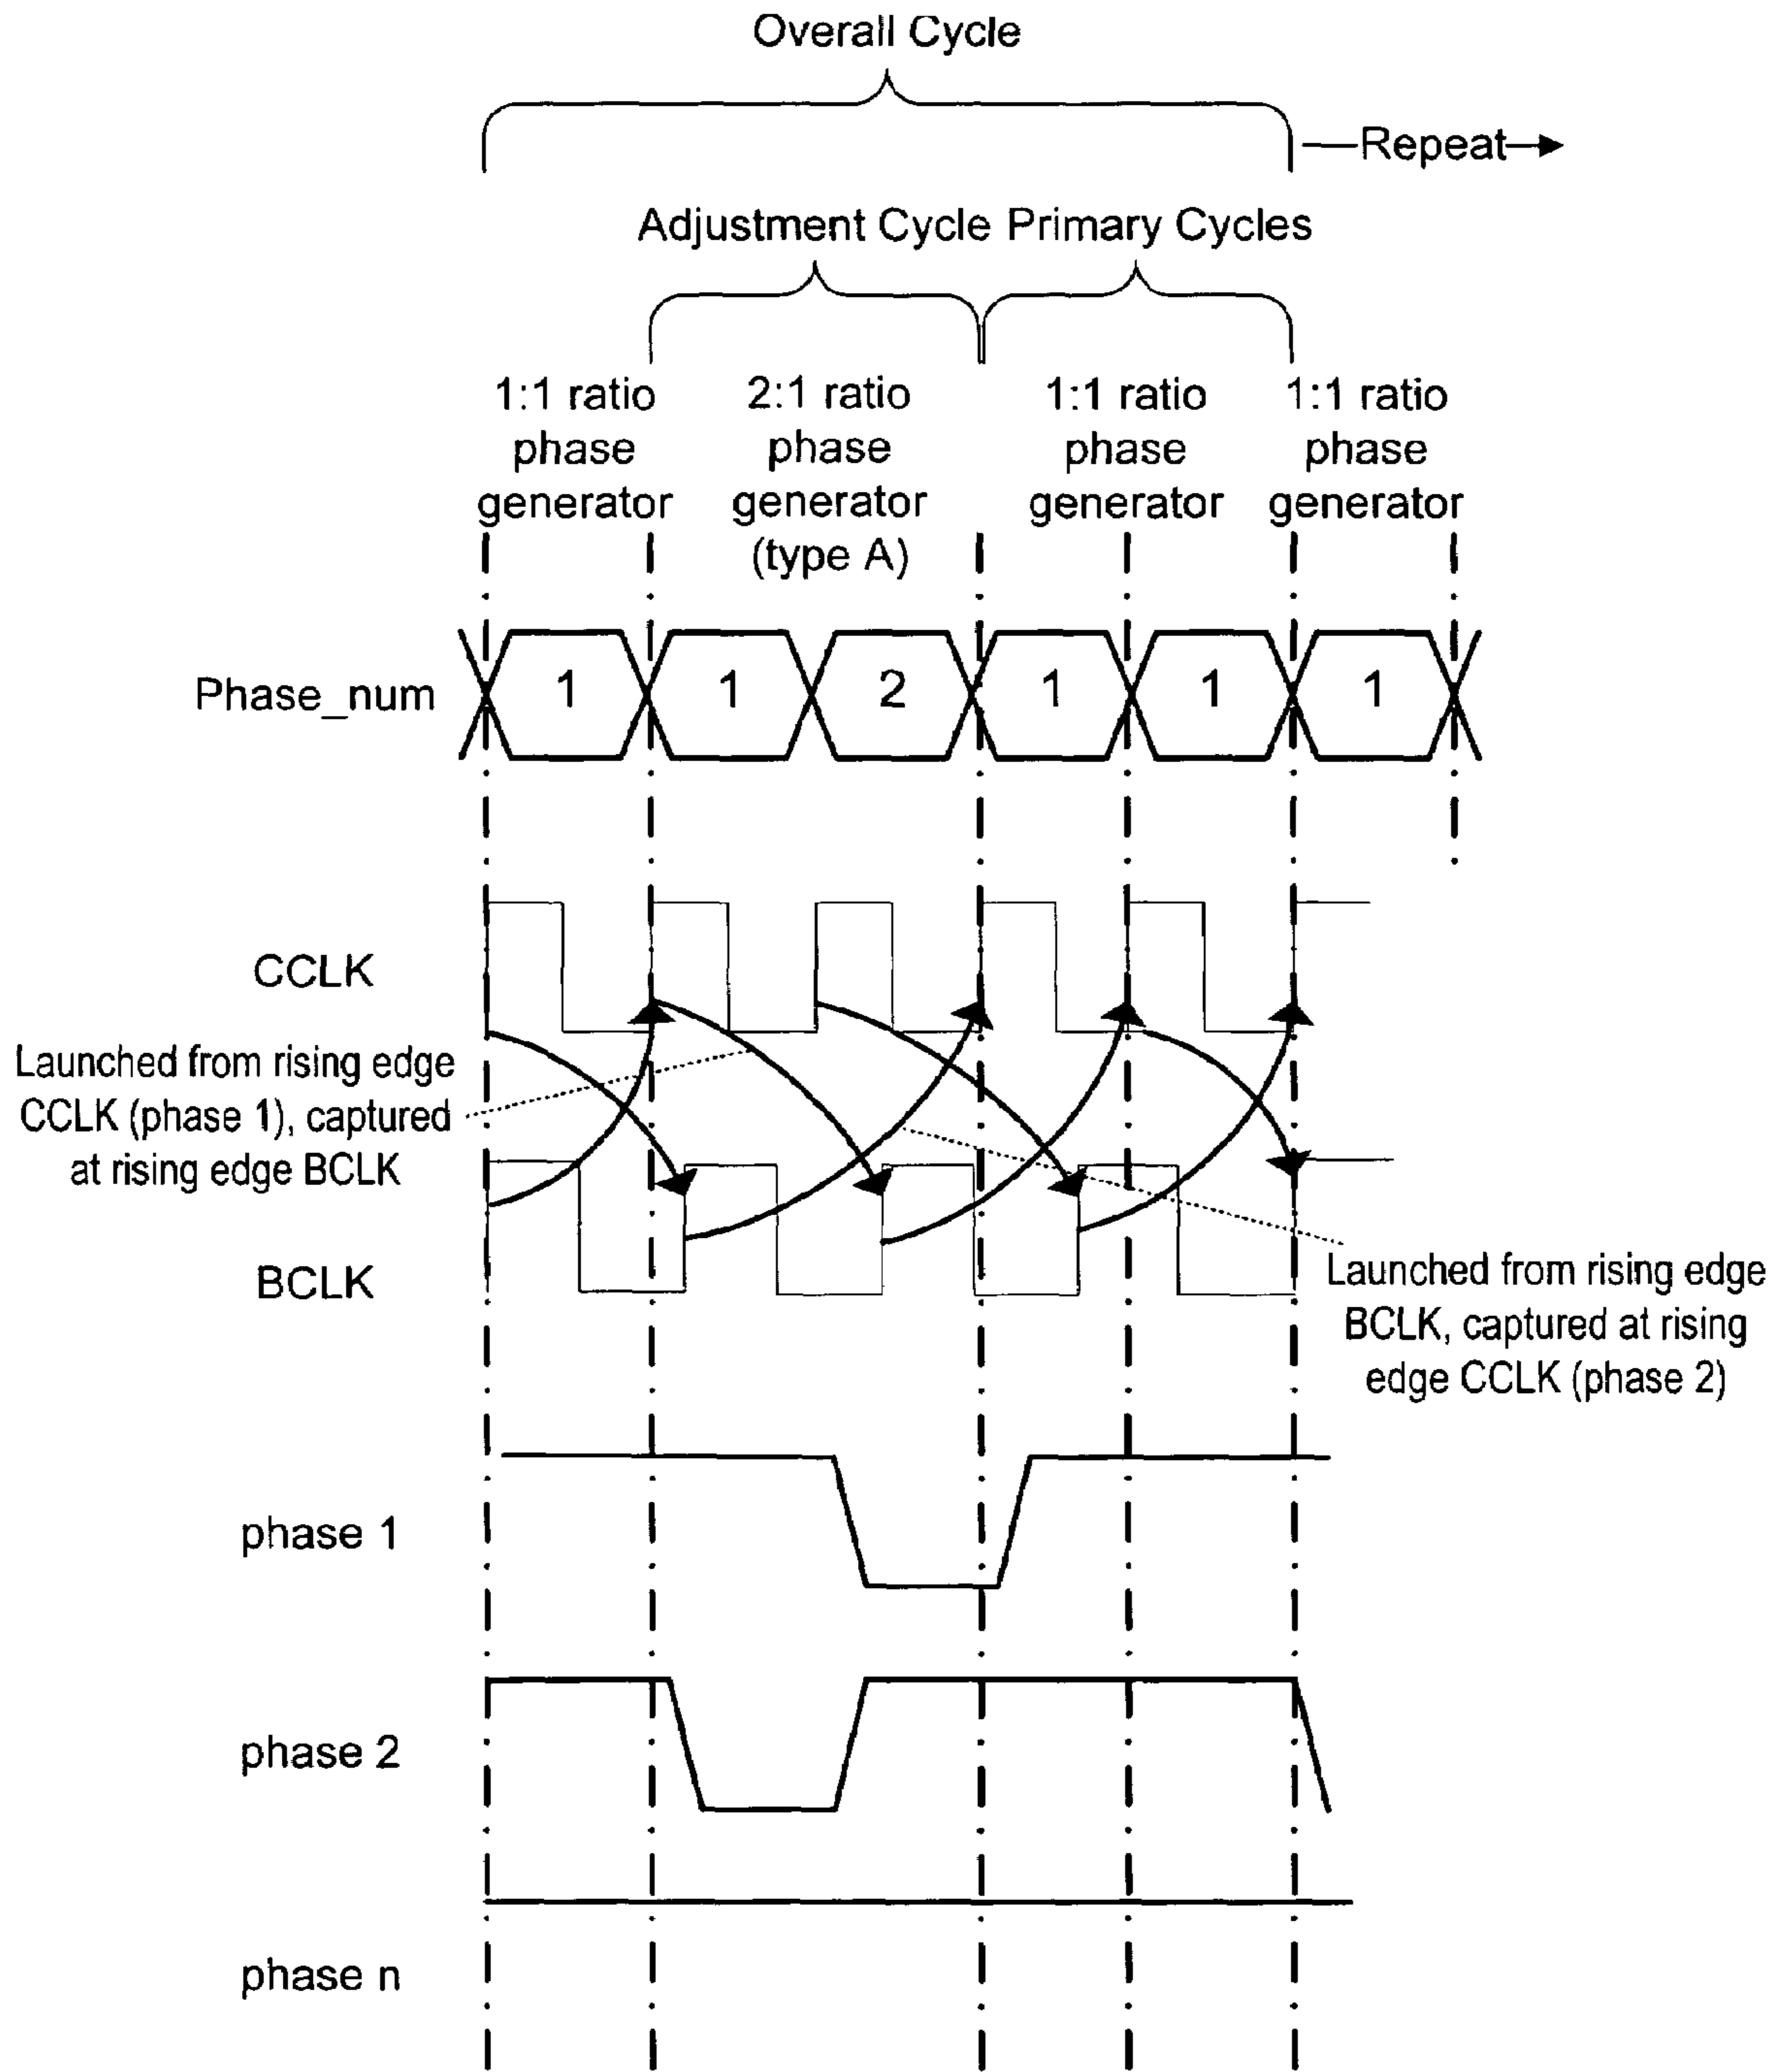 Overall Cycle
Repeat
Adjustment Cycle Primary Cycles
1:1 ratio
phase
generator
2:1 ratio
phase
generator
(type A)
1:1 ratio
phase
generator
1:1 ratio
phase
generator
Phase_num
1 1 2 1 1 1
CCLK
Launched from rising edge
CCLK (phase 1), captured
at rising edge BCLK
BCLK
Launched from rising edge
BCLK, captured at rising
edge CCLK (phase 2)
phase 1
phase 2
phase n